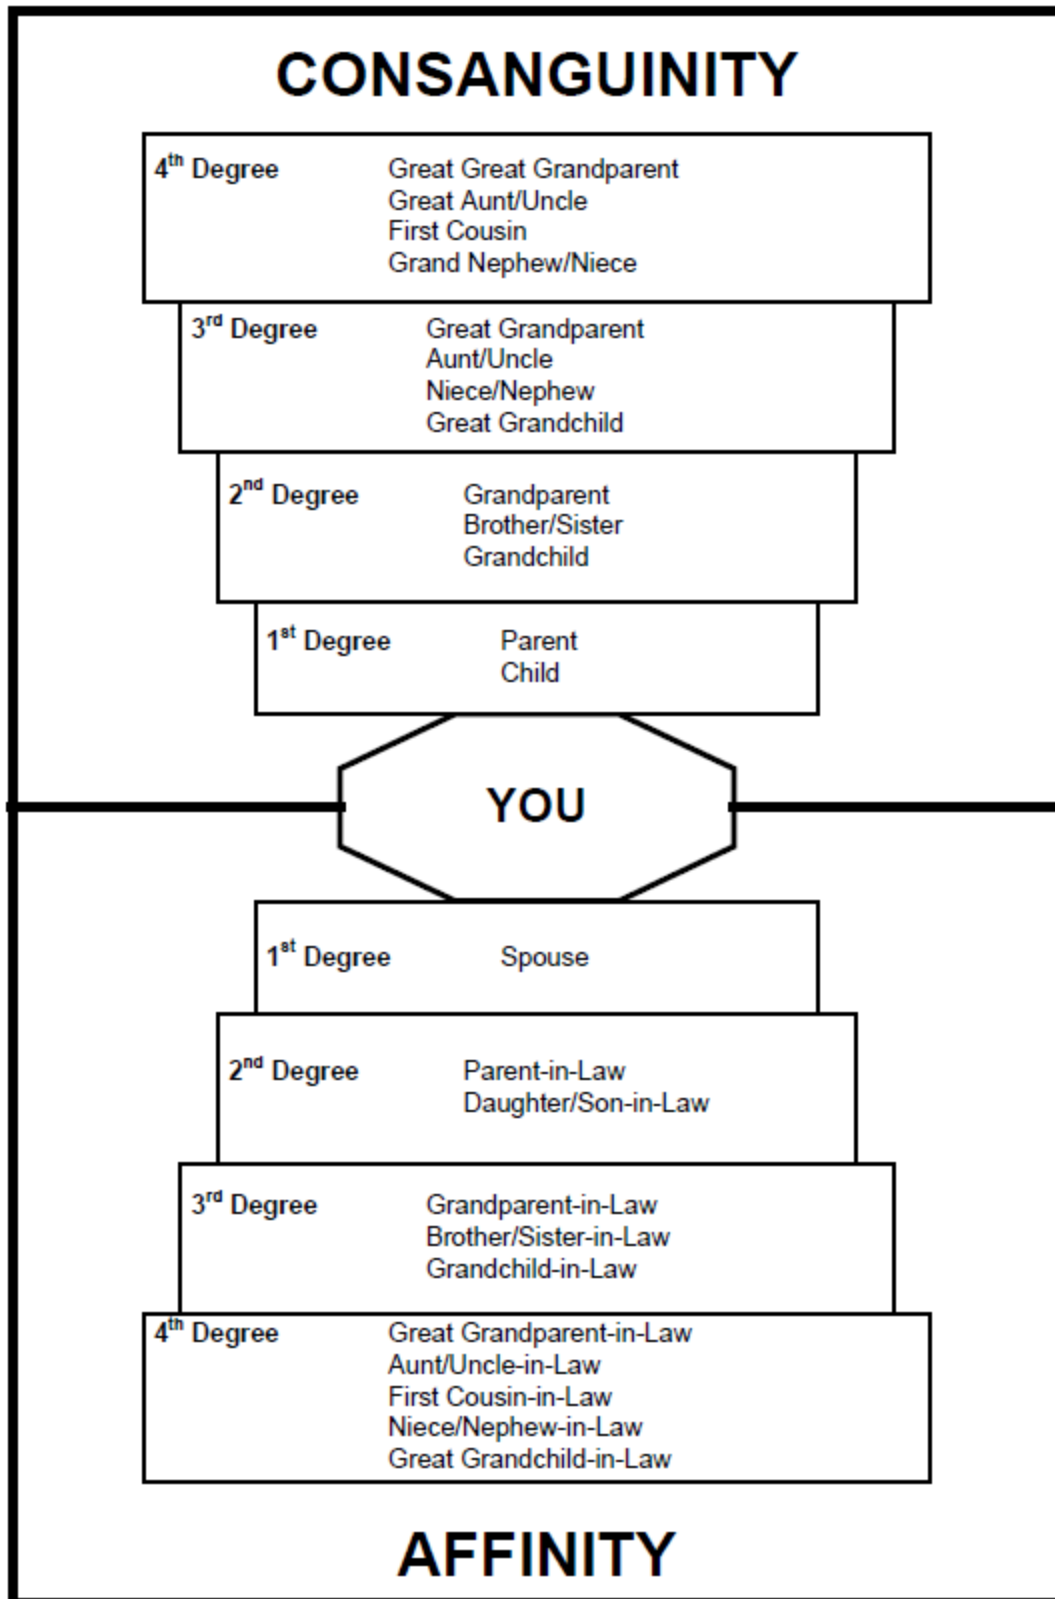 CONSANGUINITY
4th Degree Great Great Grandparent
Great Aunt/Uncle
First Cousin
Grand Nephew/Niece
3rd Degree Great Grandparent
Aunt/Uncle
Niece/Nephew
Great Grandchild
2nd Degree Grandparent
Brother/Sister
Grandchild
1st Degree Parent
Child
YOU
1st Degree Spouse
2nd Degree Parent-in-Law
Daughter/Son-in-Law
3rd Degree Grandparent-in-Law
Brother/Sister-in-Law
Grandchild-in-Law
4th Degree Great Grandparent-in-Law
Aunt/Uncle-in-Law
First Cousin-in-Law
Niece/Nephew-in-Law
Great Grandchild-in-Law
AFFINITY